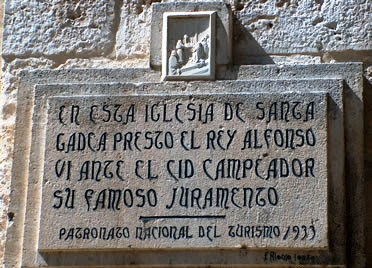 EN ESTA IGLESIA DE SANTA
GADEA PRESTO EL REY ALFONSO
VI ANTE EL CID CAMPEADOR
SU FAMOSO JURAMENTO
PATRONATO NACIONAL DEL TURISMO/933